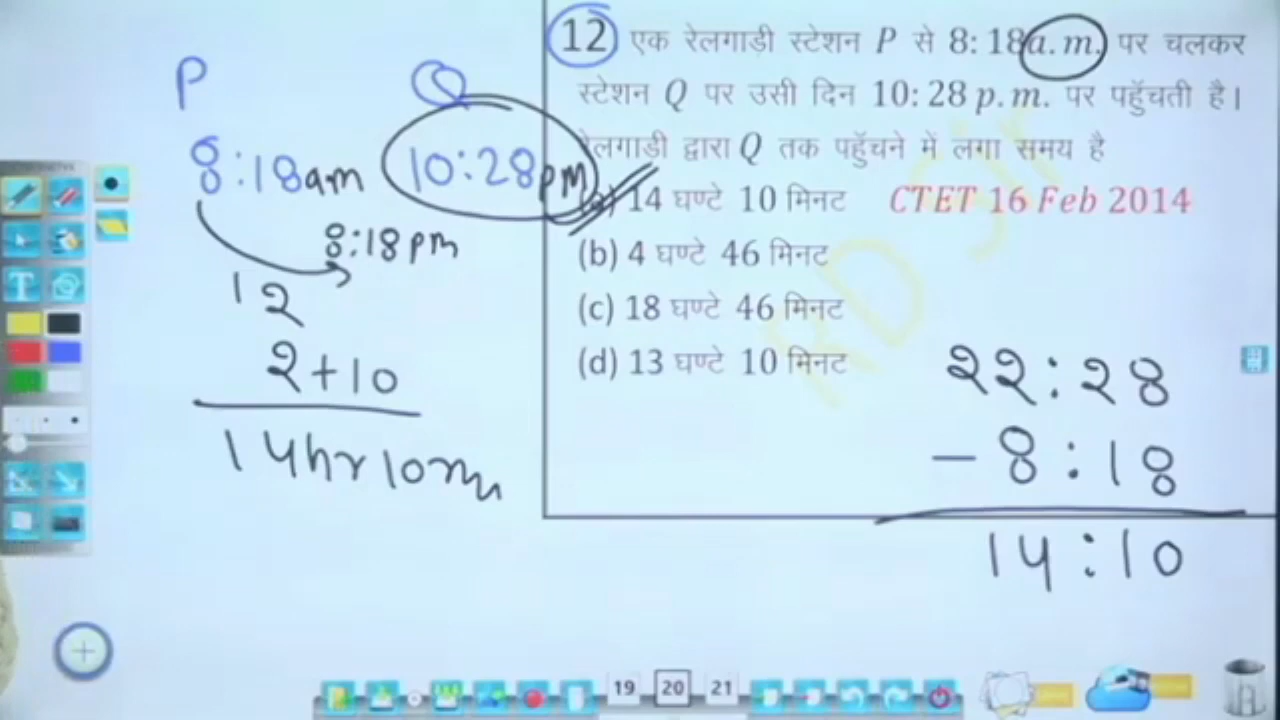 12 एक रेलगाड़ी स्टेशन P से 8:18 a.m. पर चलकर
स्टेशन Q पर उसी दिन 10:28 p.m. पर पहुँचती है।
रेलगाड़ी द्वारा Q तक पहुँचने में लगा समय है
(a) 14 घण्टे 10 मिनट CTET 16 Feb 2014
(b) 4 घण्टे 46 मिनट
(c) 18 घण्टे 46 मिनट
(d) 13 घण्टे 10 मिनट
P Q
8:18am 10:28pm
8:18pm
12
2+10
14hr10m
22:28
-8:18
14:10
19 20 21